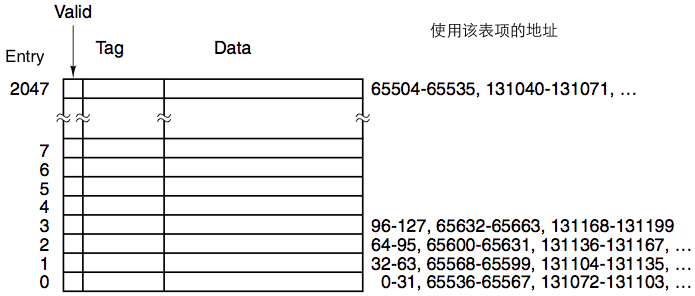 Valid
使用该表项的地址
Entry Tag Data
2047 65504-65535, 131040-131071, …
7
6
5
4
3 96-127, 65632-65663, 131168-131199
2 64-95, 65600-65631, 131136-131167, …
1 32-63, 65568-65599, 131104-131135, …
0 0-31, 65536-65567, 131072-131103, …